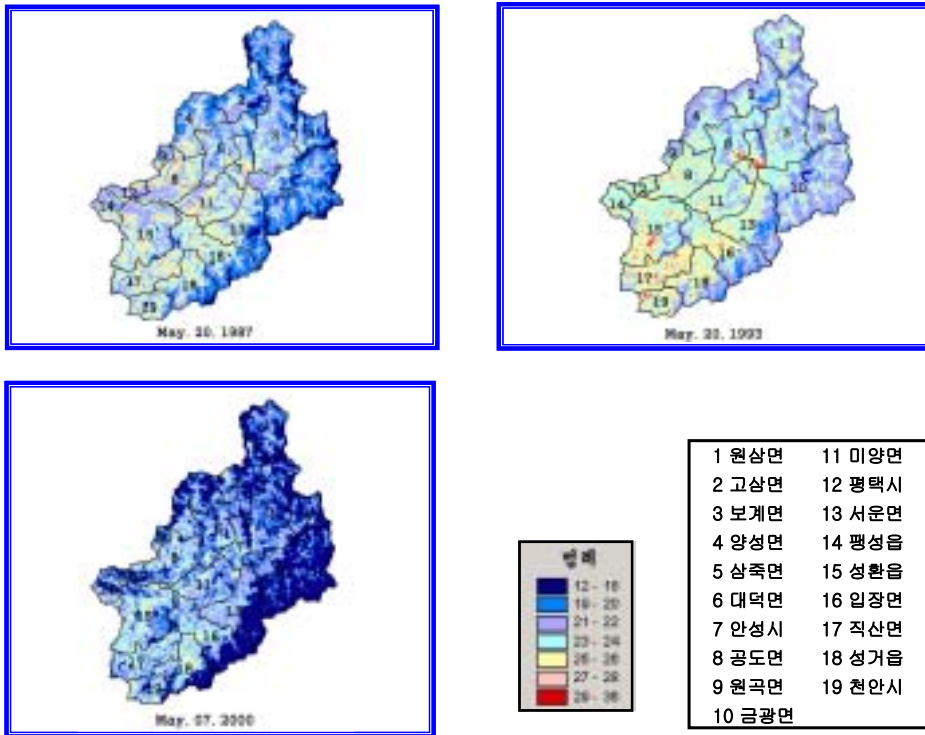 May. 20. 1987
May. 20. 1993
May. 07. 2000
범례
12 - 18
19 - 20
21 - 22
23 - 24
25 - 26
27 - 28
29 - 36
1 원삼면 11 미양면
2 고삼면 12 평택시
3 보계면 13 서운면
4 양성면 14 팽성읍
5 삼죽면 15 성환읍
6 대덕면 16 입장면
7 안성시 17 직산면
8 공도면 18 성거읍
9 원곡면 19 천안시
10 금광면